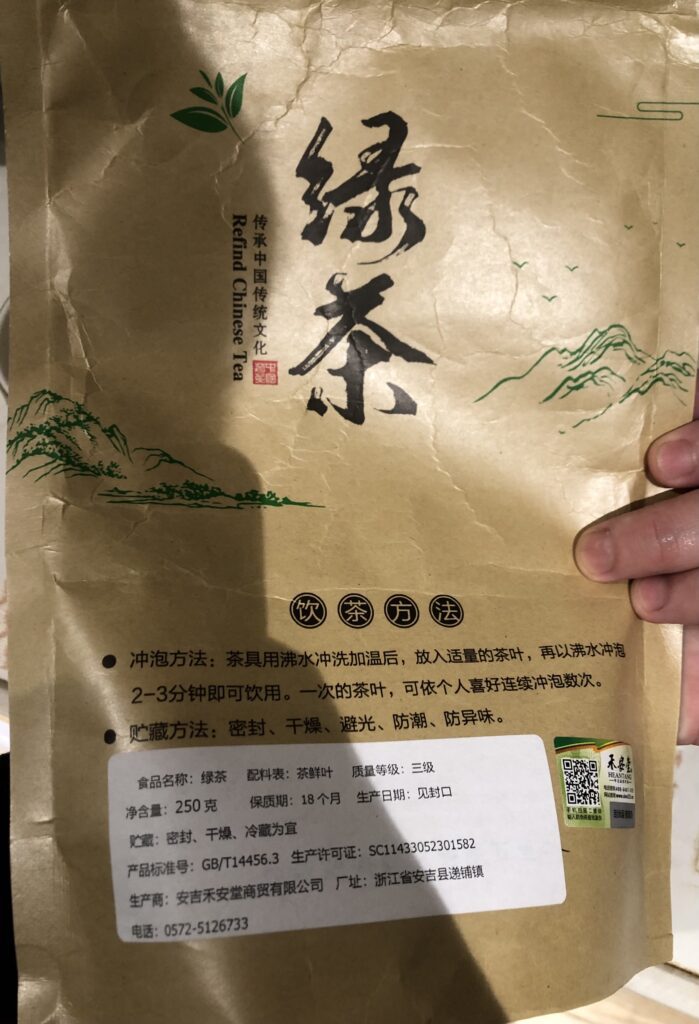 绿茶
传承中国传统文化
Refind Chinese Tea
饮茶方法
● 冲泡方法：茶具用沸水冲洗加温后，放入适量的茶叶，再以沸水冲泡
2-3分钟即可饮用。一次的茶叶，可依个人喜好连续冲泡数次。
● 贮藏方法：密封、干燥、避光、防潮、防异味。
食品名称：绿茶 配料表：茶鲜叶 质量等级：三级
净含量：250克 保质期：18个月 生产日期：见封口
贮藏：密封、干燥、冷藏为宜
产品标准号：GB/T14456.3 生产许可证：SC11433052301582
生产商：安吉禾安堂商贸有限公司 厂址：浙江省安吉县递铺镇
电话：0572-5126733
禾安堂
HEANTANG